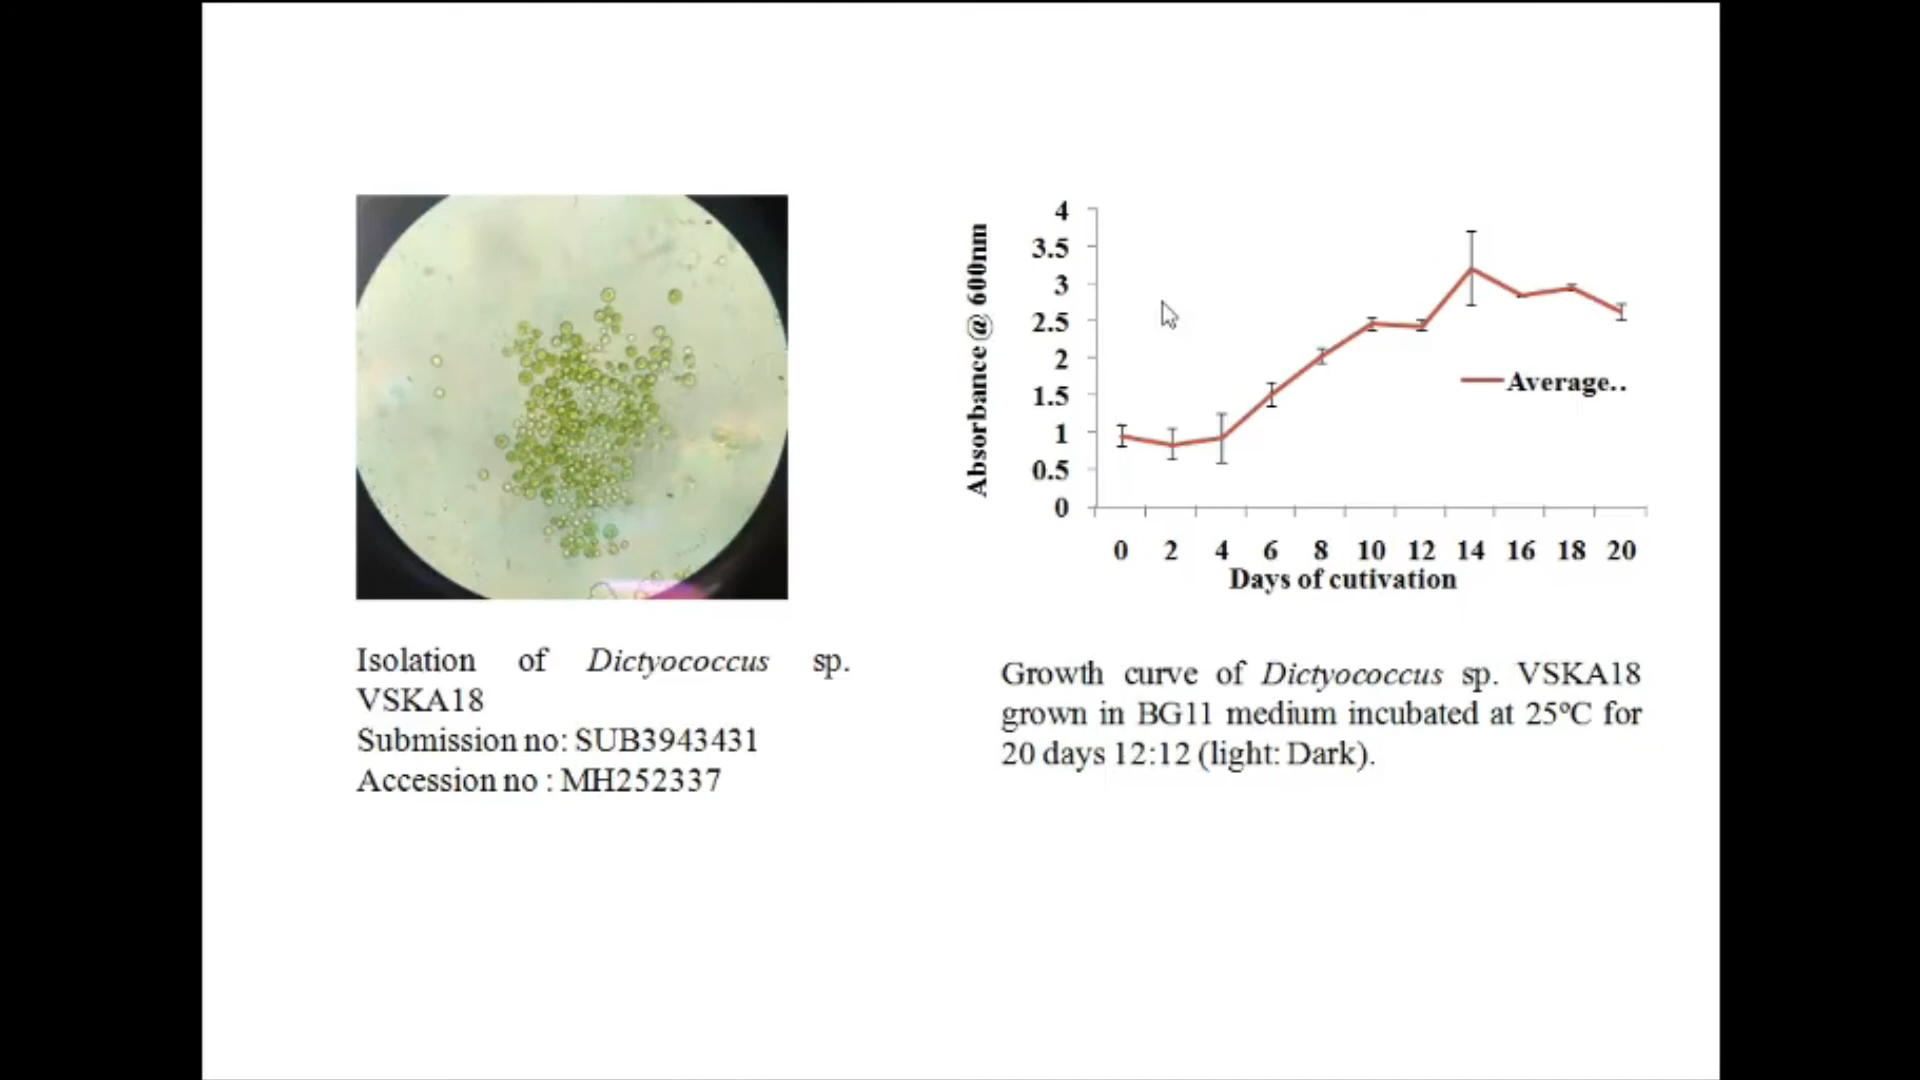 Absorbance @ 600nm
4
3.5
3
2.5
2
1.5
1
0.5
0
Average..
0 2 4 6 8 10 12 14 16 18 20
Days of cutivation
Isolation of Dictyococcus sp.
VSKA18
Submission no: SUB3943431
Accession no : MH252337
Growth curve of Dictyococcus sp. VSKA18
grown in BG11 medium incubated at 25ºC for
20 days 12:12 (light: Dark).